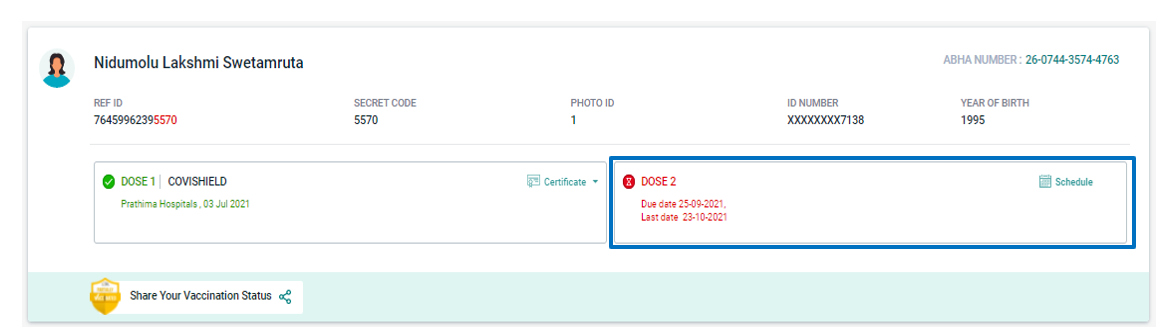 Nidumolu Lakshmi Swetamruta
ABHA NUMBER : 26-0744-3574-4763
REF ID SECRET CODE PHOTO ID ID NUMBER YEAR OF BIRTH
76459962395570 5570 1 XXXXXXXX7138 1995
DOSE 1 | COVISHIELD Certificate
Prathima Hospitals , 03 Jul 2021
DOSE 2 Schedule
Due date 25-09-2021,
Last date 23-10-2021
Share Your Vaccination Status